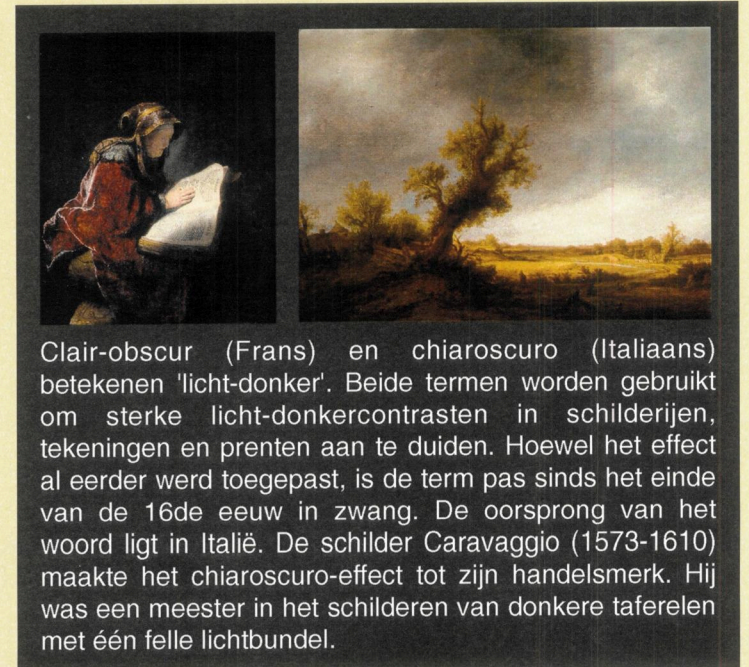 Clair-obscur (Frans) en chiaroscuro (Italiaans)
betekenen 'licht-donker'. Beide termen worden gebruikt
om sterke licht-donkercontrasten in schilderijen,
tekeningen en prenten aan te duiden. Hoewel het effect
al eerder werd toegepast, is de term pas sinds het einde
van de 16de eeuw in zwang. De oorsprong van het
woord ligt in Italië. De schilder Caravaggio (1573-1610)
maakte het chiaroscuro-effect tot zijn handelsmerk. Hij
was een meester in het schilderen van donkere taferelen
met één felle lichtbundel.